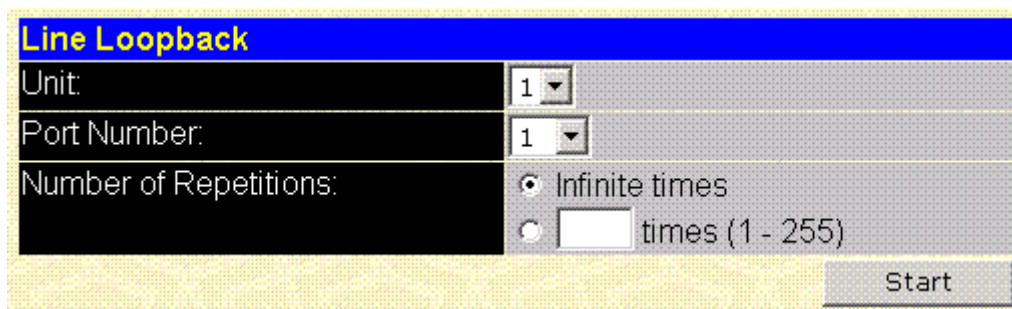 Line Loopback
Unit: 1
Port Number: 1
Number of Repetitions: Infinite times
times (1 - 255)
Start